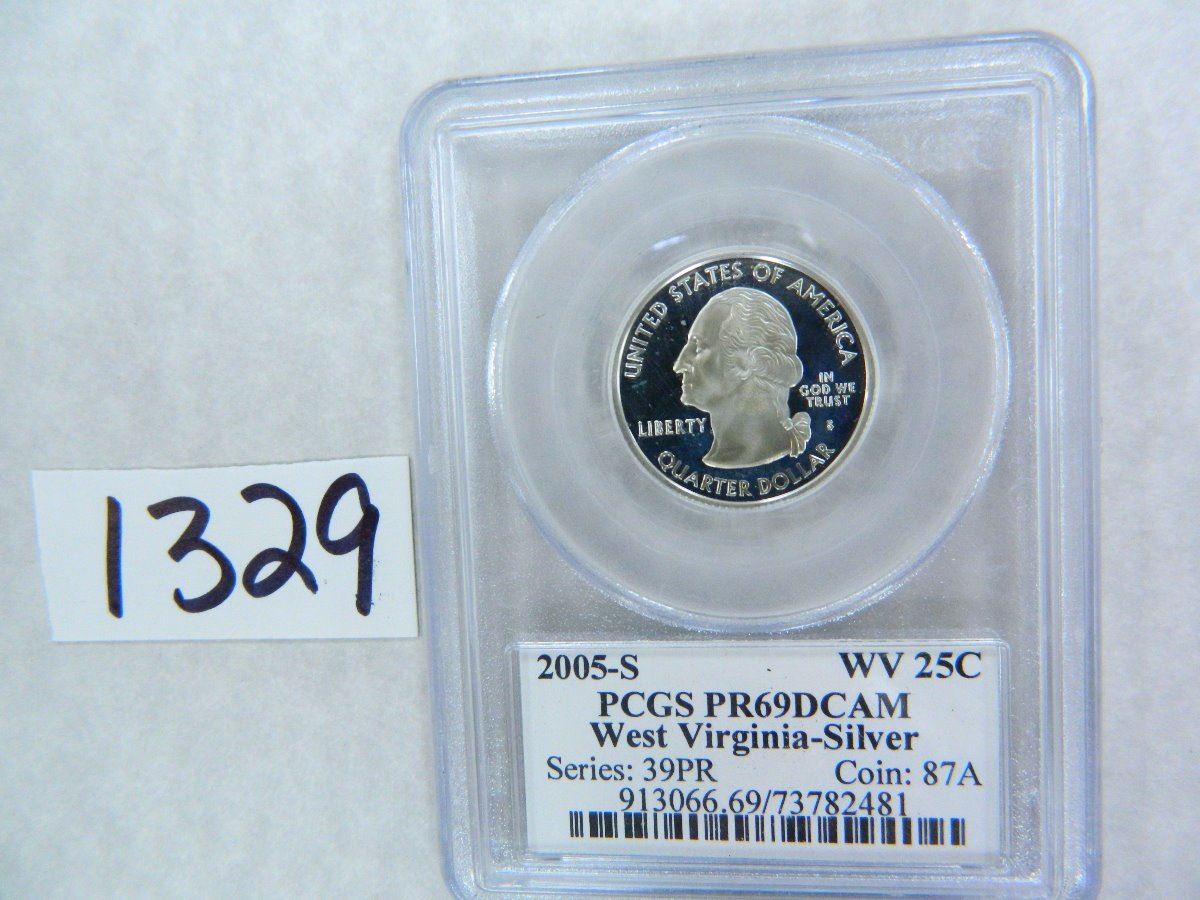 1329
UNITED STATES OF AMERICA
IN
GOD WE
TRUST
LIBERTY
S
QUARTER DOLLAR
2005-S WV 25C
PCGS PR69DCAM
West Virginia-Silver
Series: 39PR Coin: 87A
913066.69/73782481